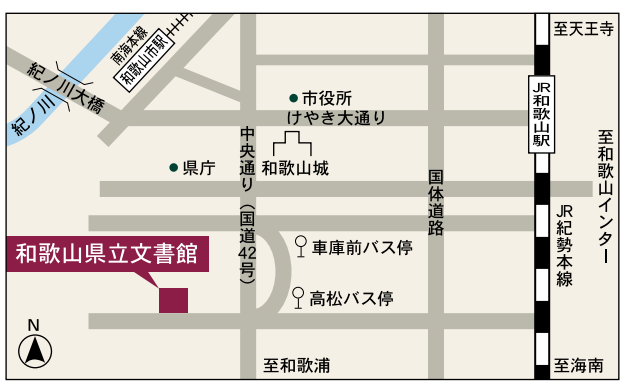 至天王寺
南海本線
和歌山市駅
紀ノ川大橋
紀ノ川
JR和歌山駅
市役所
けやき大通り
中央通り（国道42号）
県庁
和歌山城
国体道路
至和歌山インター
JR紀勢本線
車庫前バス停
和歌山県立文書館
高松バス停
N
至和歌浦
至海南